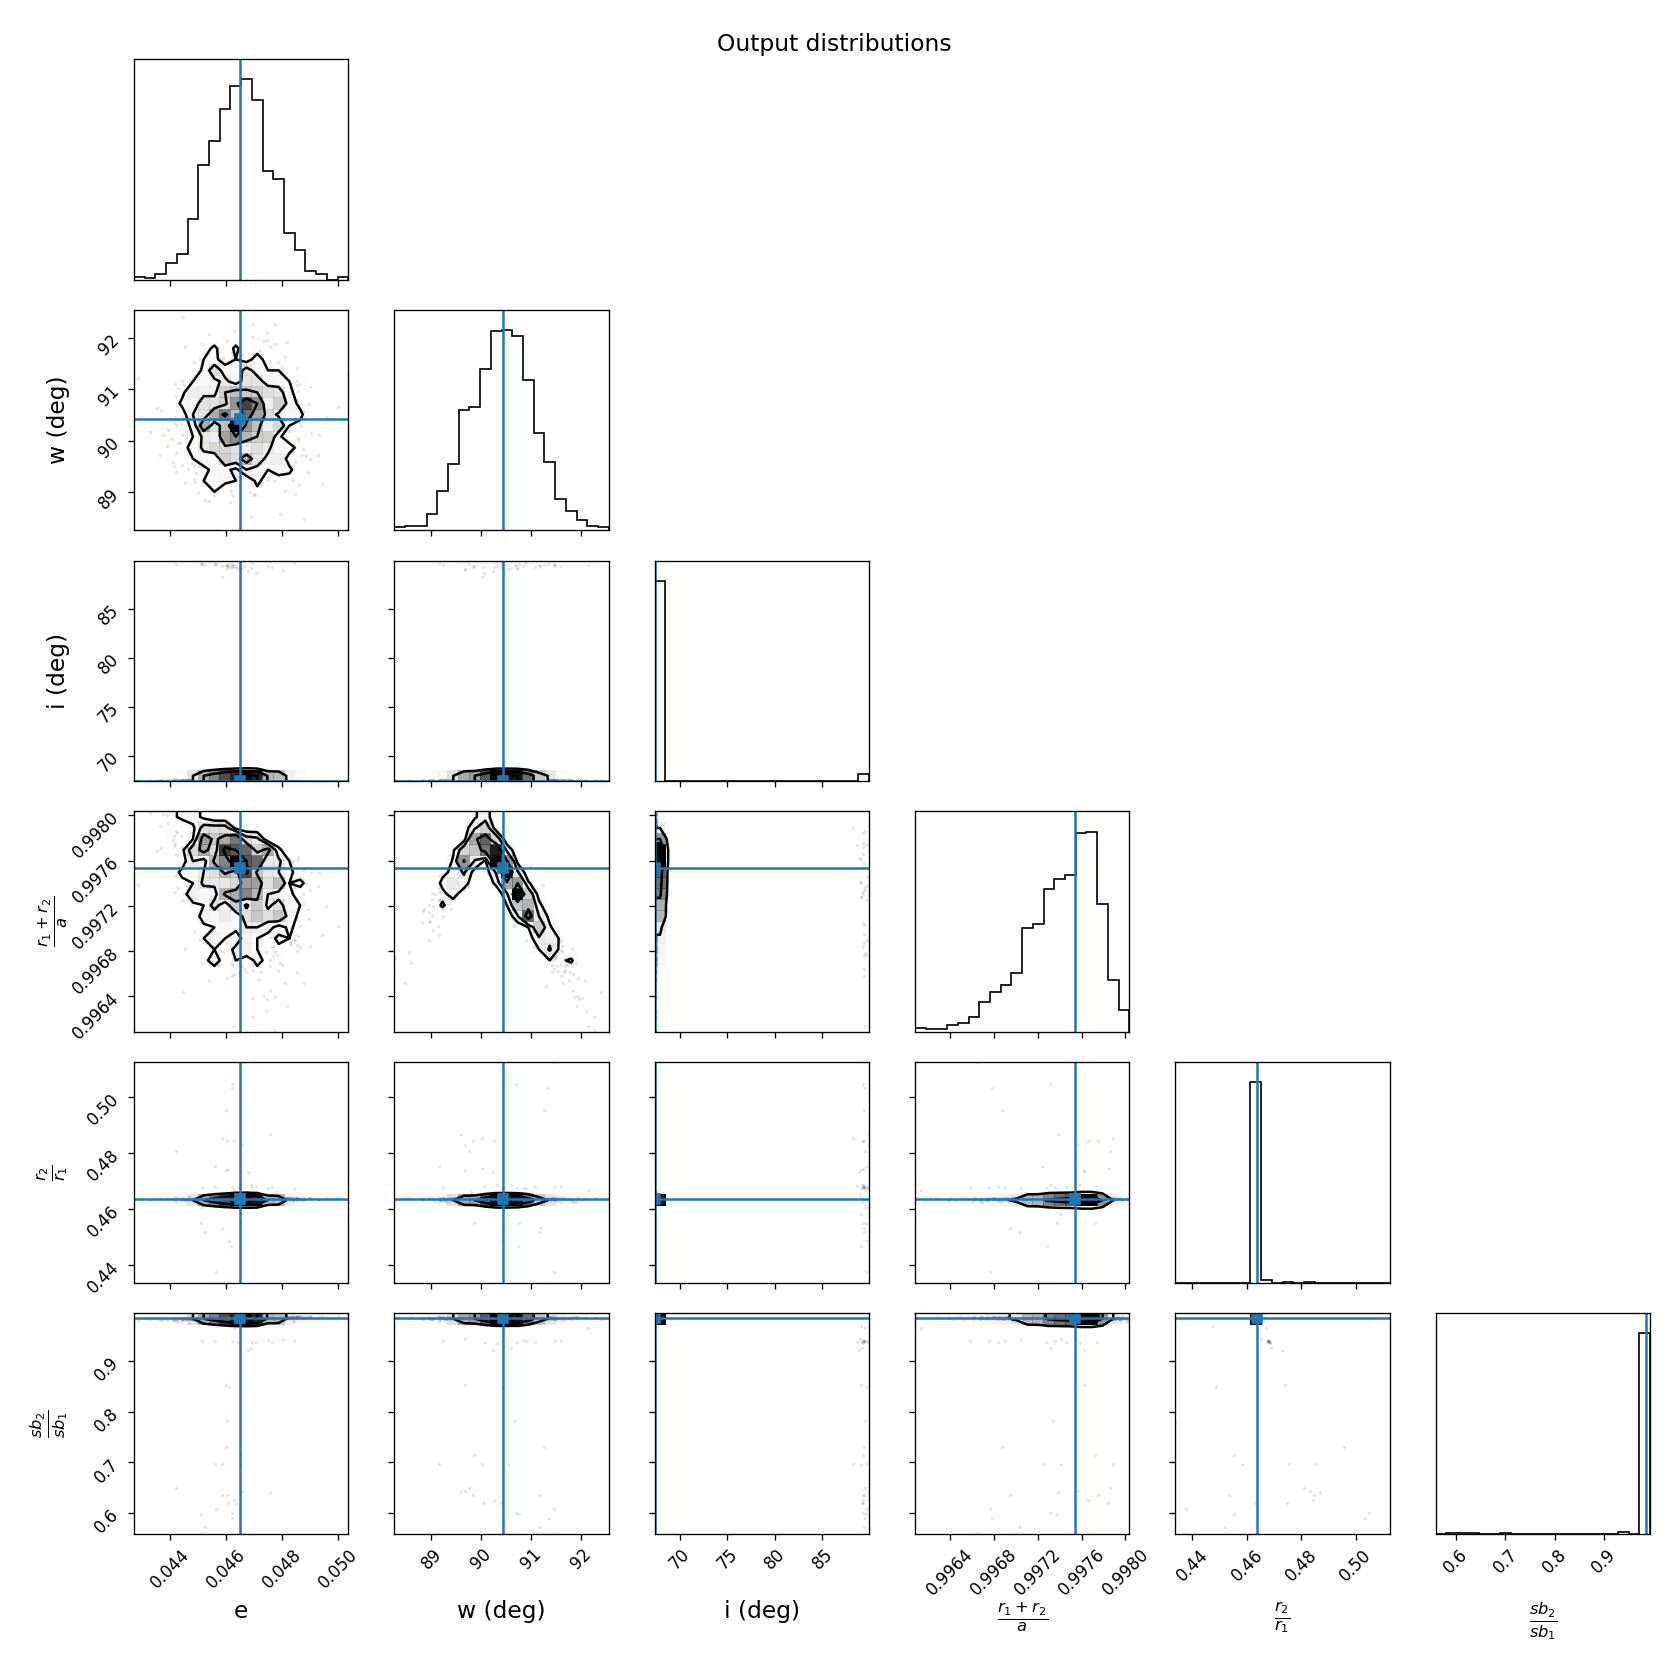 Output distributions
w (deg)
92
91
90
89
i (deg)
85
80
75
70
r₁ + r₂
a
0.9980
0.9976
0.9972
0.9968
0.9964
r₂
r₁
0.50
0.48
0.46
0.44
sb₂
sb₁
0.9
0.8
0.7
0.6
0.044 0.046 0.048 0.050 89 90 91 92 70 75 80 85 0.9964 0.9968 0.9972 0.9976 0.9980 0.44 0.46 0.48 0.50 0.6 0.7 0.8 0.9
e w (deg) i (deg) r₁ + r₂ r₂ sb₂
a r₁ sb₁